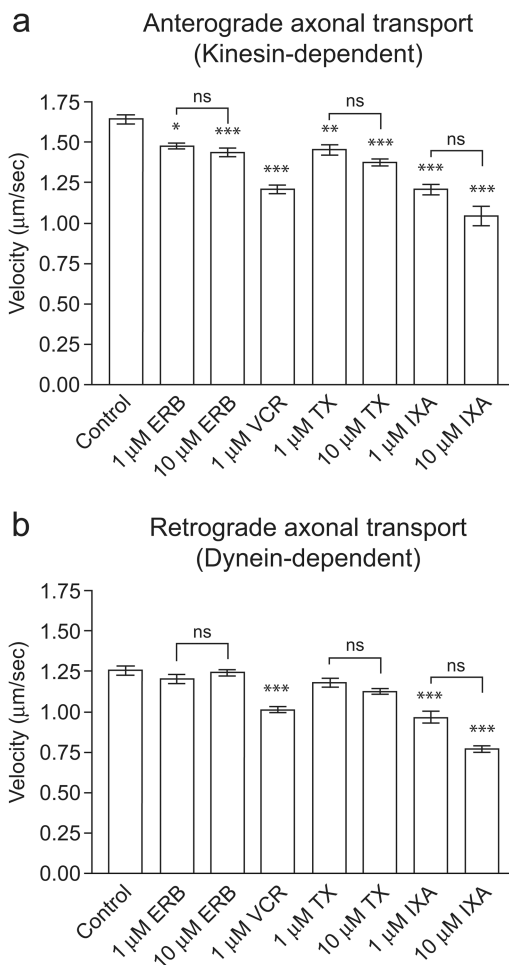 a
Anterograde axonal transport
(Kinesin-dependent)
Velocity (μm/sec)
1.75
1.50
1.25
1.00
0.75
0.50
0.25
0.00
ns
ns
ns
*
***
***
**
***
***
***
Control
1 μM ERB
10 μM ERB
1 μM VCR
1 μM TX
10 μM TX
1 μM IXA
10 μM IXA
b
Retrograde axonal transport
(Dynein-dependent)
Velocity (μm/sec)
1.75
1.50
1.25
1.00
0.75
0.50
0.25
0.00
ns
ns
ns
***
***
***
Control
1 μM ERB
10 μM ERB
1 μM VCR
1 μM TX
10 μM TX
1 μM IXA
10 μM IXA